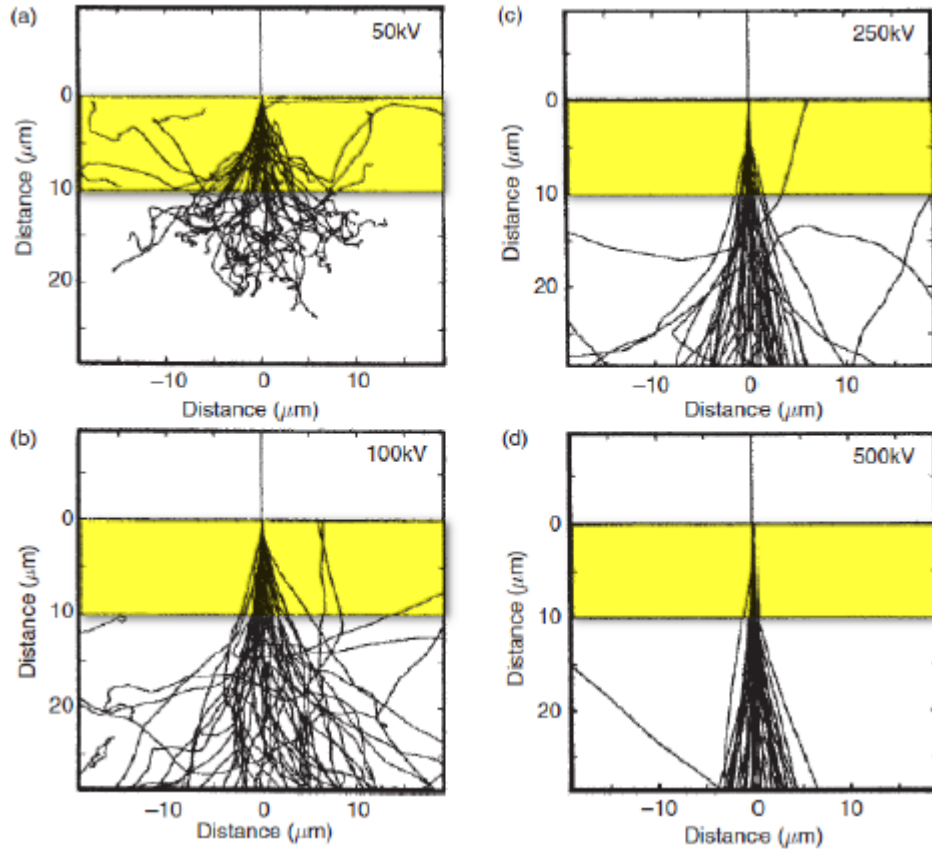 (a)
50kV
0
10
20
Distance (μm)
−10 0 10
Distance (μm)
(b)
100kV
0
10
20
Distance (μm)
−10 0 10
Distance (μm)
(c)
250kV
0
10
20
Distance (μm)
−10 0 10
Distance (μm)
(d)
500kV
0
10
20
Distance (μm)
−10 0 10
Distance (μm)